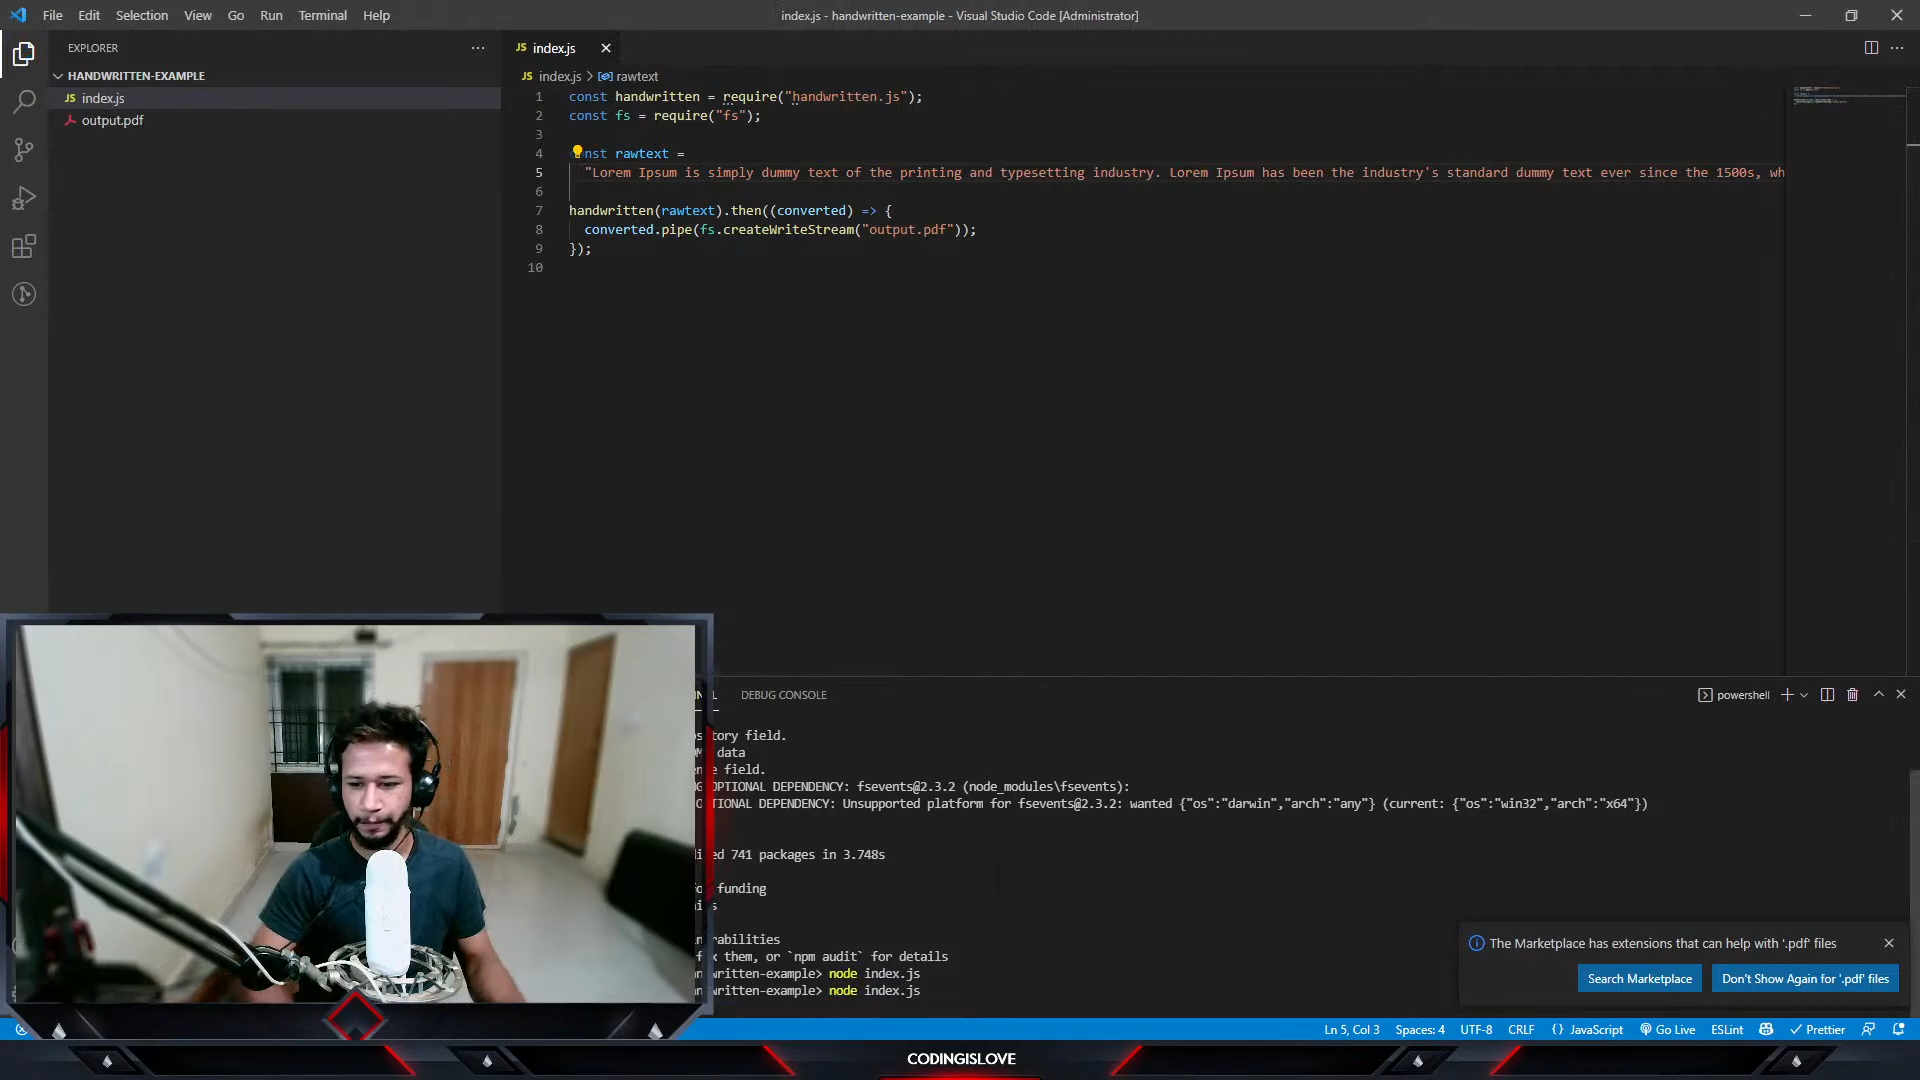 File Edit Selection View Go Run Terminal Help
index.js - handwritten-example - Visual Studio Code [Administrator]
EXPLORER
HANDWRITTEN-EXAMPLE
JS index.js
output.pdf
JS index.js
JS index.js > rawtext
1 const handwritten = require("handwritten.js");
2 const fs = require("fs");
3
4 nst rawtext =
5 "Lorem Ipsum is simply dummy text of the printing and typesetting industry. Lorem Ipsum has been the industry's standard dummy text ever since the 1500s, wh
6
7 handwritten(rawtext).then((converted) => {
8 converted.pipe(fs.createWriteStream("output.pdf"));
9 });
10
L DEBUG CONSOLE
powershell
tory field.
data
field.
OPTIONAL DEPENDENCY: fsevents@2.3.2 (node_modules\fsevents):
TIONAL DEPENDENCY: Unsupported platform for fsevents@2.3.2: wanted {"os":"darwin","arch":"any"} (current: {"os":"win32","arch":"x64"})
ed 741 packages in 3.748s
funding
rabilities
them, or `npm audit` for details
written-example> node index.js
written-example> node index.js
The Marketplace has extensions that can help with '.pdf' files
Search Marketplace Don't Show Again for '.pdf' files
Ln 5, Col 3 Spaces: 4 UTF-8 CRLF {} JavaScript Go Live ESLint Prettier
CODINGISLOVE